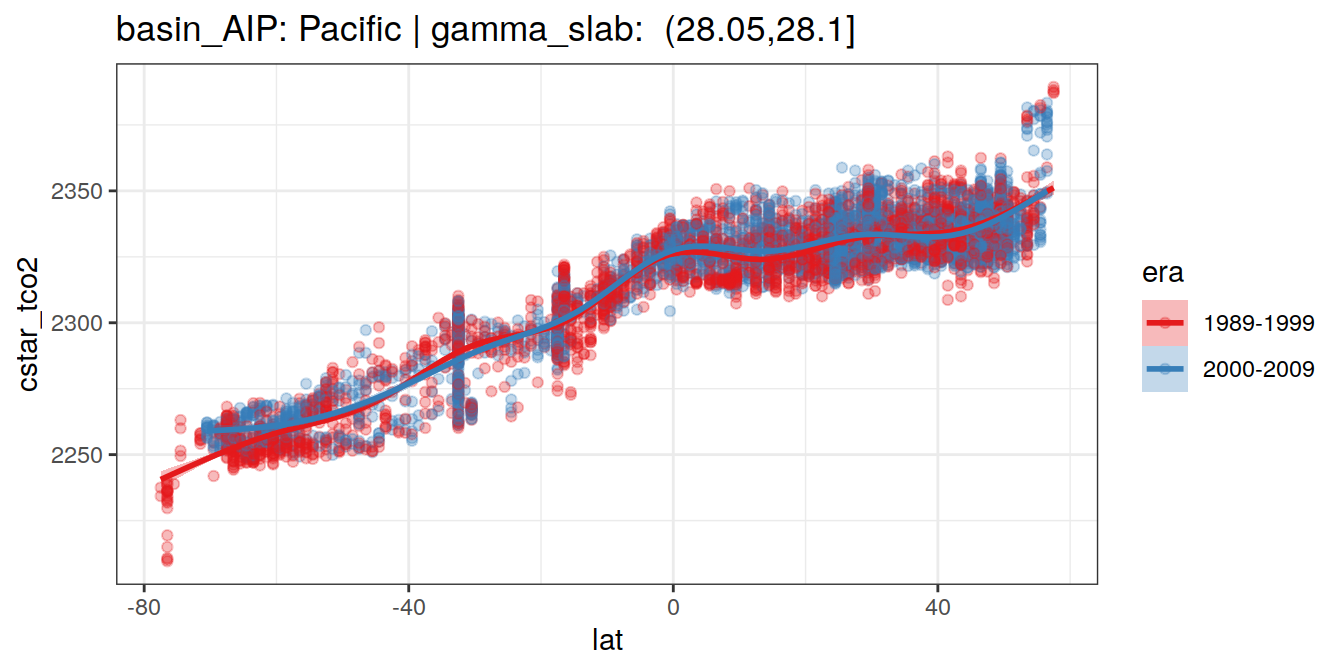 basin_AIP: Pacific | gamma_slab:  (28.05,28.1]
cstar_tco2
2350
2300
2250
-80
-40
0
40
lat
era
1989-1999
2000-2009